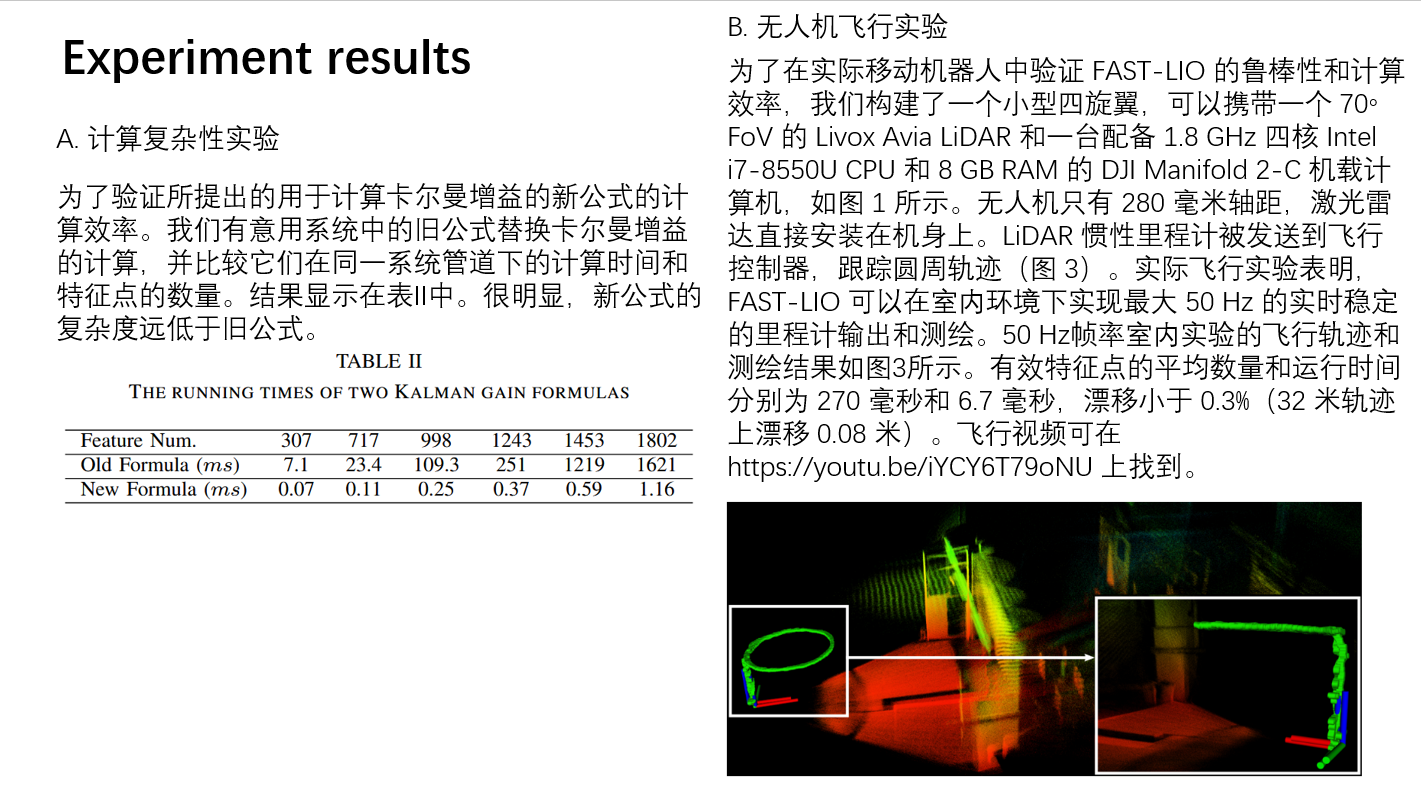 Experiment results
A. 计算复杂性实验
为了验证所提出的用于计算卡尔曼增益的新公式的计
算效率。我们有意用系统中的旧公式替换卡尔曼增益
的计算，并比较它们在同一系统管道下的计算时间和
特征点的数量。结果显示在表II中。很明显，新公式的
复杂度远低于旧公式。
TABLE II
THE RUNNING TIMES OF TWO KALMAN GAIN FORMULAS
Feature Num. 307 717 998 1243 1453 1802
Old Formula (ms) 7.1 23.4 109.3 251 1219 1621
New Formula (ms) 0.07 0.11 0.25 0.37 0.59 1.16
B. 无人机飞行实验
为了在实际移动机器人中验证 FAST-LIO 的鲁棒性和计算
效率，我们构建了一个小型四旋翼，可以携带一个 70°
FoV 的 Livox Avia LiDAR 和一台配备 1.8 GHz 四核 Intel
i7-8550U CPU 和 8 GB RAM 的 DJI Manifold 2-C 机载计
算机，如图 1 所示。无人机只有 280 毫米轴距，激光雷
达直接安装在机身上。LiDAR 惯性里程计被发送到飞行
控制器，跟踪圆周轨迹（图 3）。实际飞行实验表明，
FAST-LIO 可以在室内环境下实现最大 50 Hz 的实时稳定
的里程计输出和测绘。50 Hz帧率室内实验的飞行轨迹和
测绘结果如图3所示。有效特征点的平均数量和运行时间
分别为 270 毫秒和 6.7 毫秒，漂移小于 0.3%（32 米轨迹
上漂移 0.08 米）。飞行视频可在
https://youtu.be/iYCY6T79oNU 上找到。